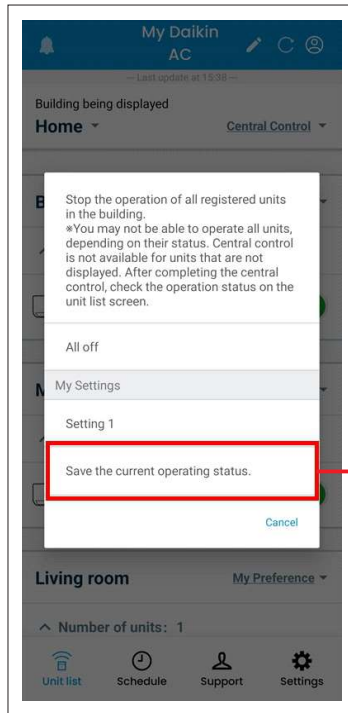 My Daikin
AC
— Last update at 15:38 —
Building being displayed
Home
Central Control
B
Stop the operation of all registered units
in the building.
※You may not be able to operate all units,
depending on their status. Central control
is not available for units that are not
displayed. After completing the central
control, check the operation status on the
unit list screen.
All off
M
My Settings
Setting 1
Save the current operating status.
Cancel
Living room
My Preference
Number of units: 1
Unit list
Schedule
Support
Settings